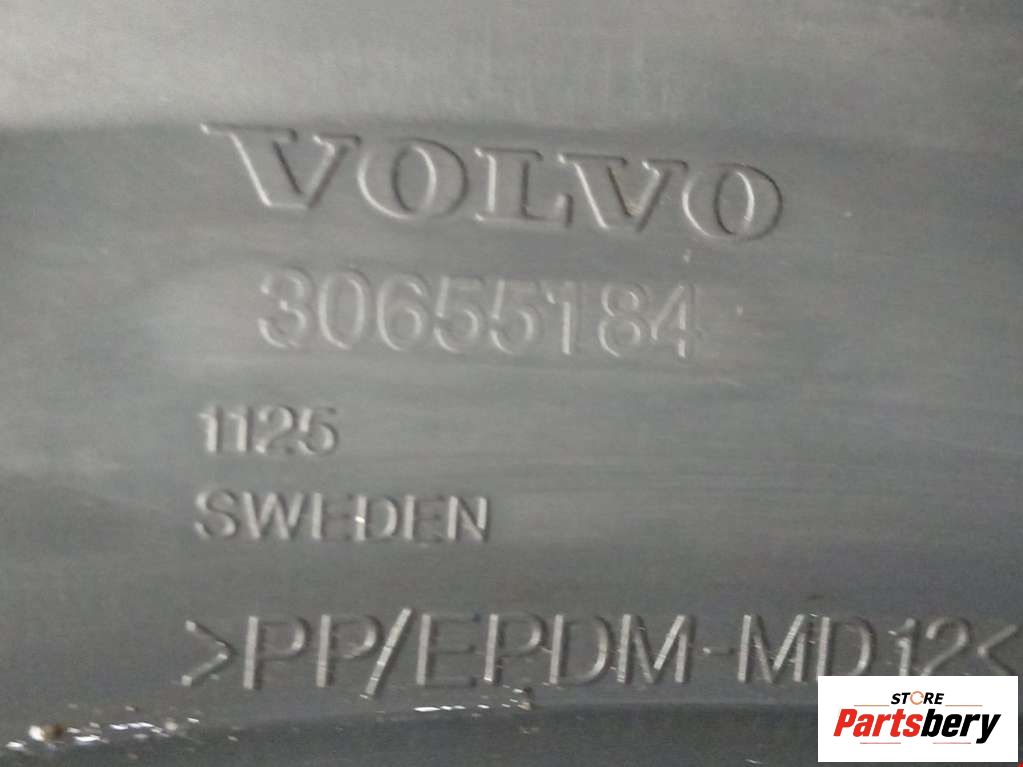 VOLVO
30655184
1125
SWEDEN
>PP/EPDM-MD12<
STORE
Partsbery